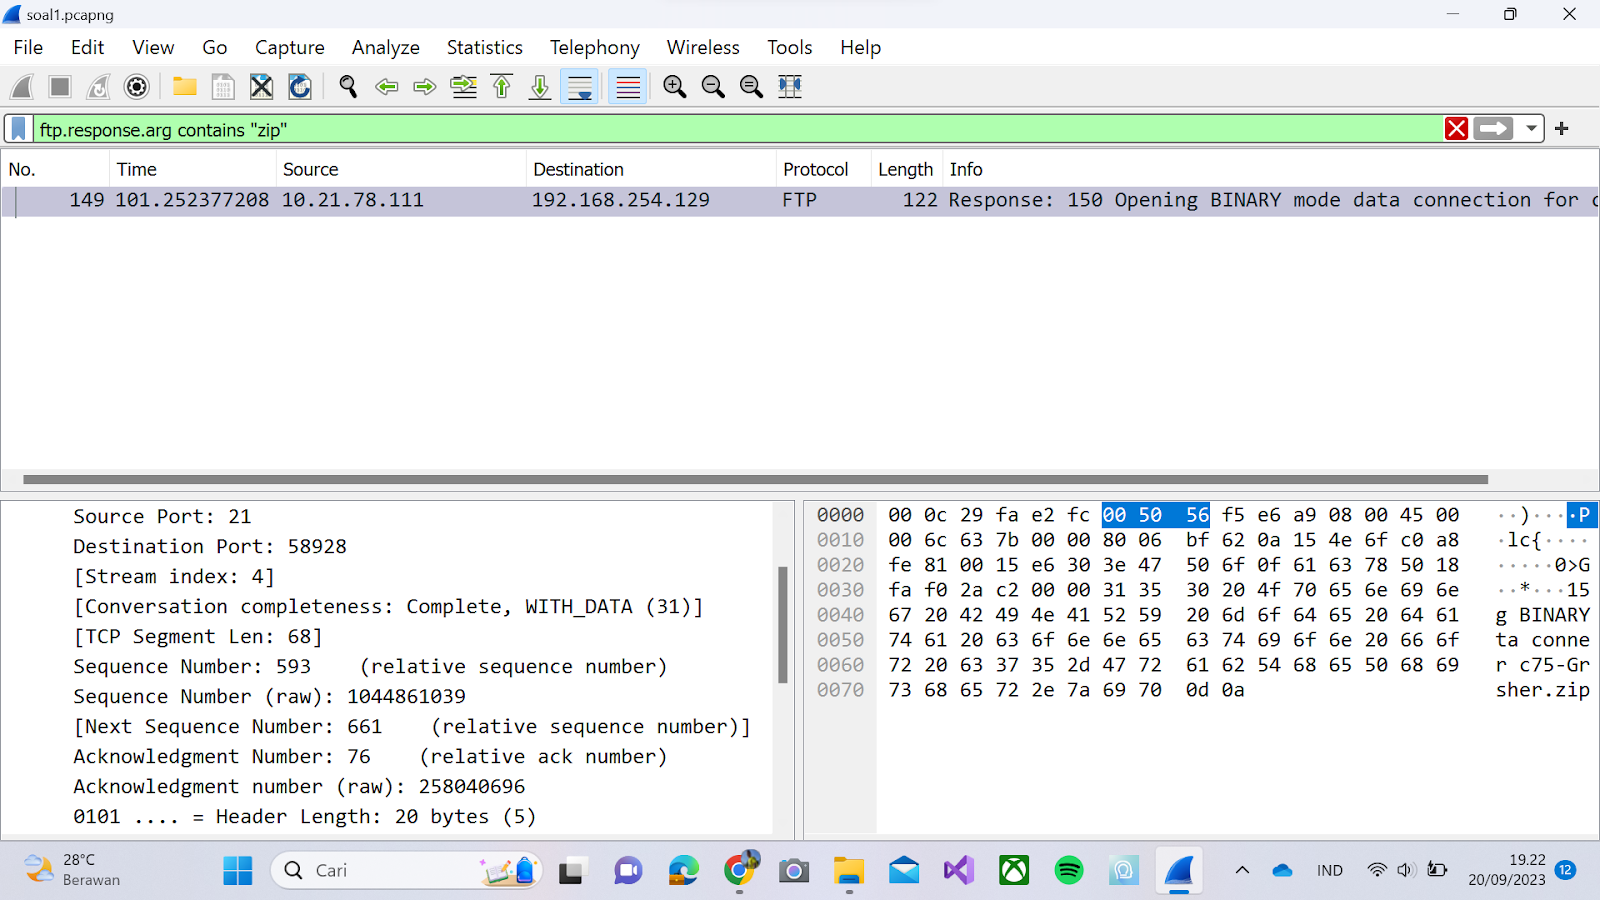 soal1.pcapng
File Edit View Go Capture Analyze Statistics Telephony Wireless Tools Help
ftp.response.arg contains "zip"
No. Time Source Destination Protocol Length Info
149 101.252377208 10.21.78.111 192.168.254.129 FTP 122 Response: 150 Opening BINARY mode data connection for c
Source Port: 21
Destination Port: 58928
[Stream index: 4]
[Conversation completeness: Complete, WITH_DATA (31)]
[TCP Segment Len: 68]
Sequence Number: 593 (relative sequence number)
Sequence Number (raw): 1044861039
[Next Sequence Number: 661 (relative sequence number)]
Acknowledgment Number: 76 (relative ack number)
Acknowledgment number (raw): 258040696
0101 .... = Header Length: 20 bytes (5)
0000 00 0c 29 fa e2 fc 00 50 56 f5 e6 a9 08 00 45 00 ··)····P
0010 00 6c 63 7b 00 00 80 06 bf 62 0a 15 4e 6f c0 a8 ·lc{····
0020 fe 81 00 15 e6 30 3e 47 50 6f 0f 61 63 78 50 18 ·····0>G
0030 fa f0 2a c2 00 00 31 35 30 20 4f 70 65 6e 69 6e ··*···15
0040 67 20 42 49 4e 41 52 59 20 6d 6f 64 65 20 64 61 g BINARY
0050 74 61 20 63 6f 6e 6e 65 63 74 69 6f 6e 20 66 6f ta conne
0060 72 20 63 37 35 2d 47 72 61 62 54 68 65 50 68 69 r c75-Gr
0070 73 68 65 72 2e 7a 69 70 0d 0a sher.zip
28°C
Berawan
Cari
IND
19.22
20/09/2023
12